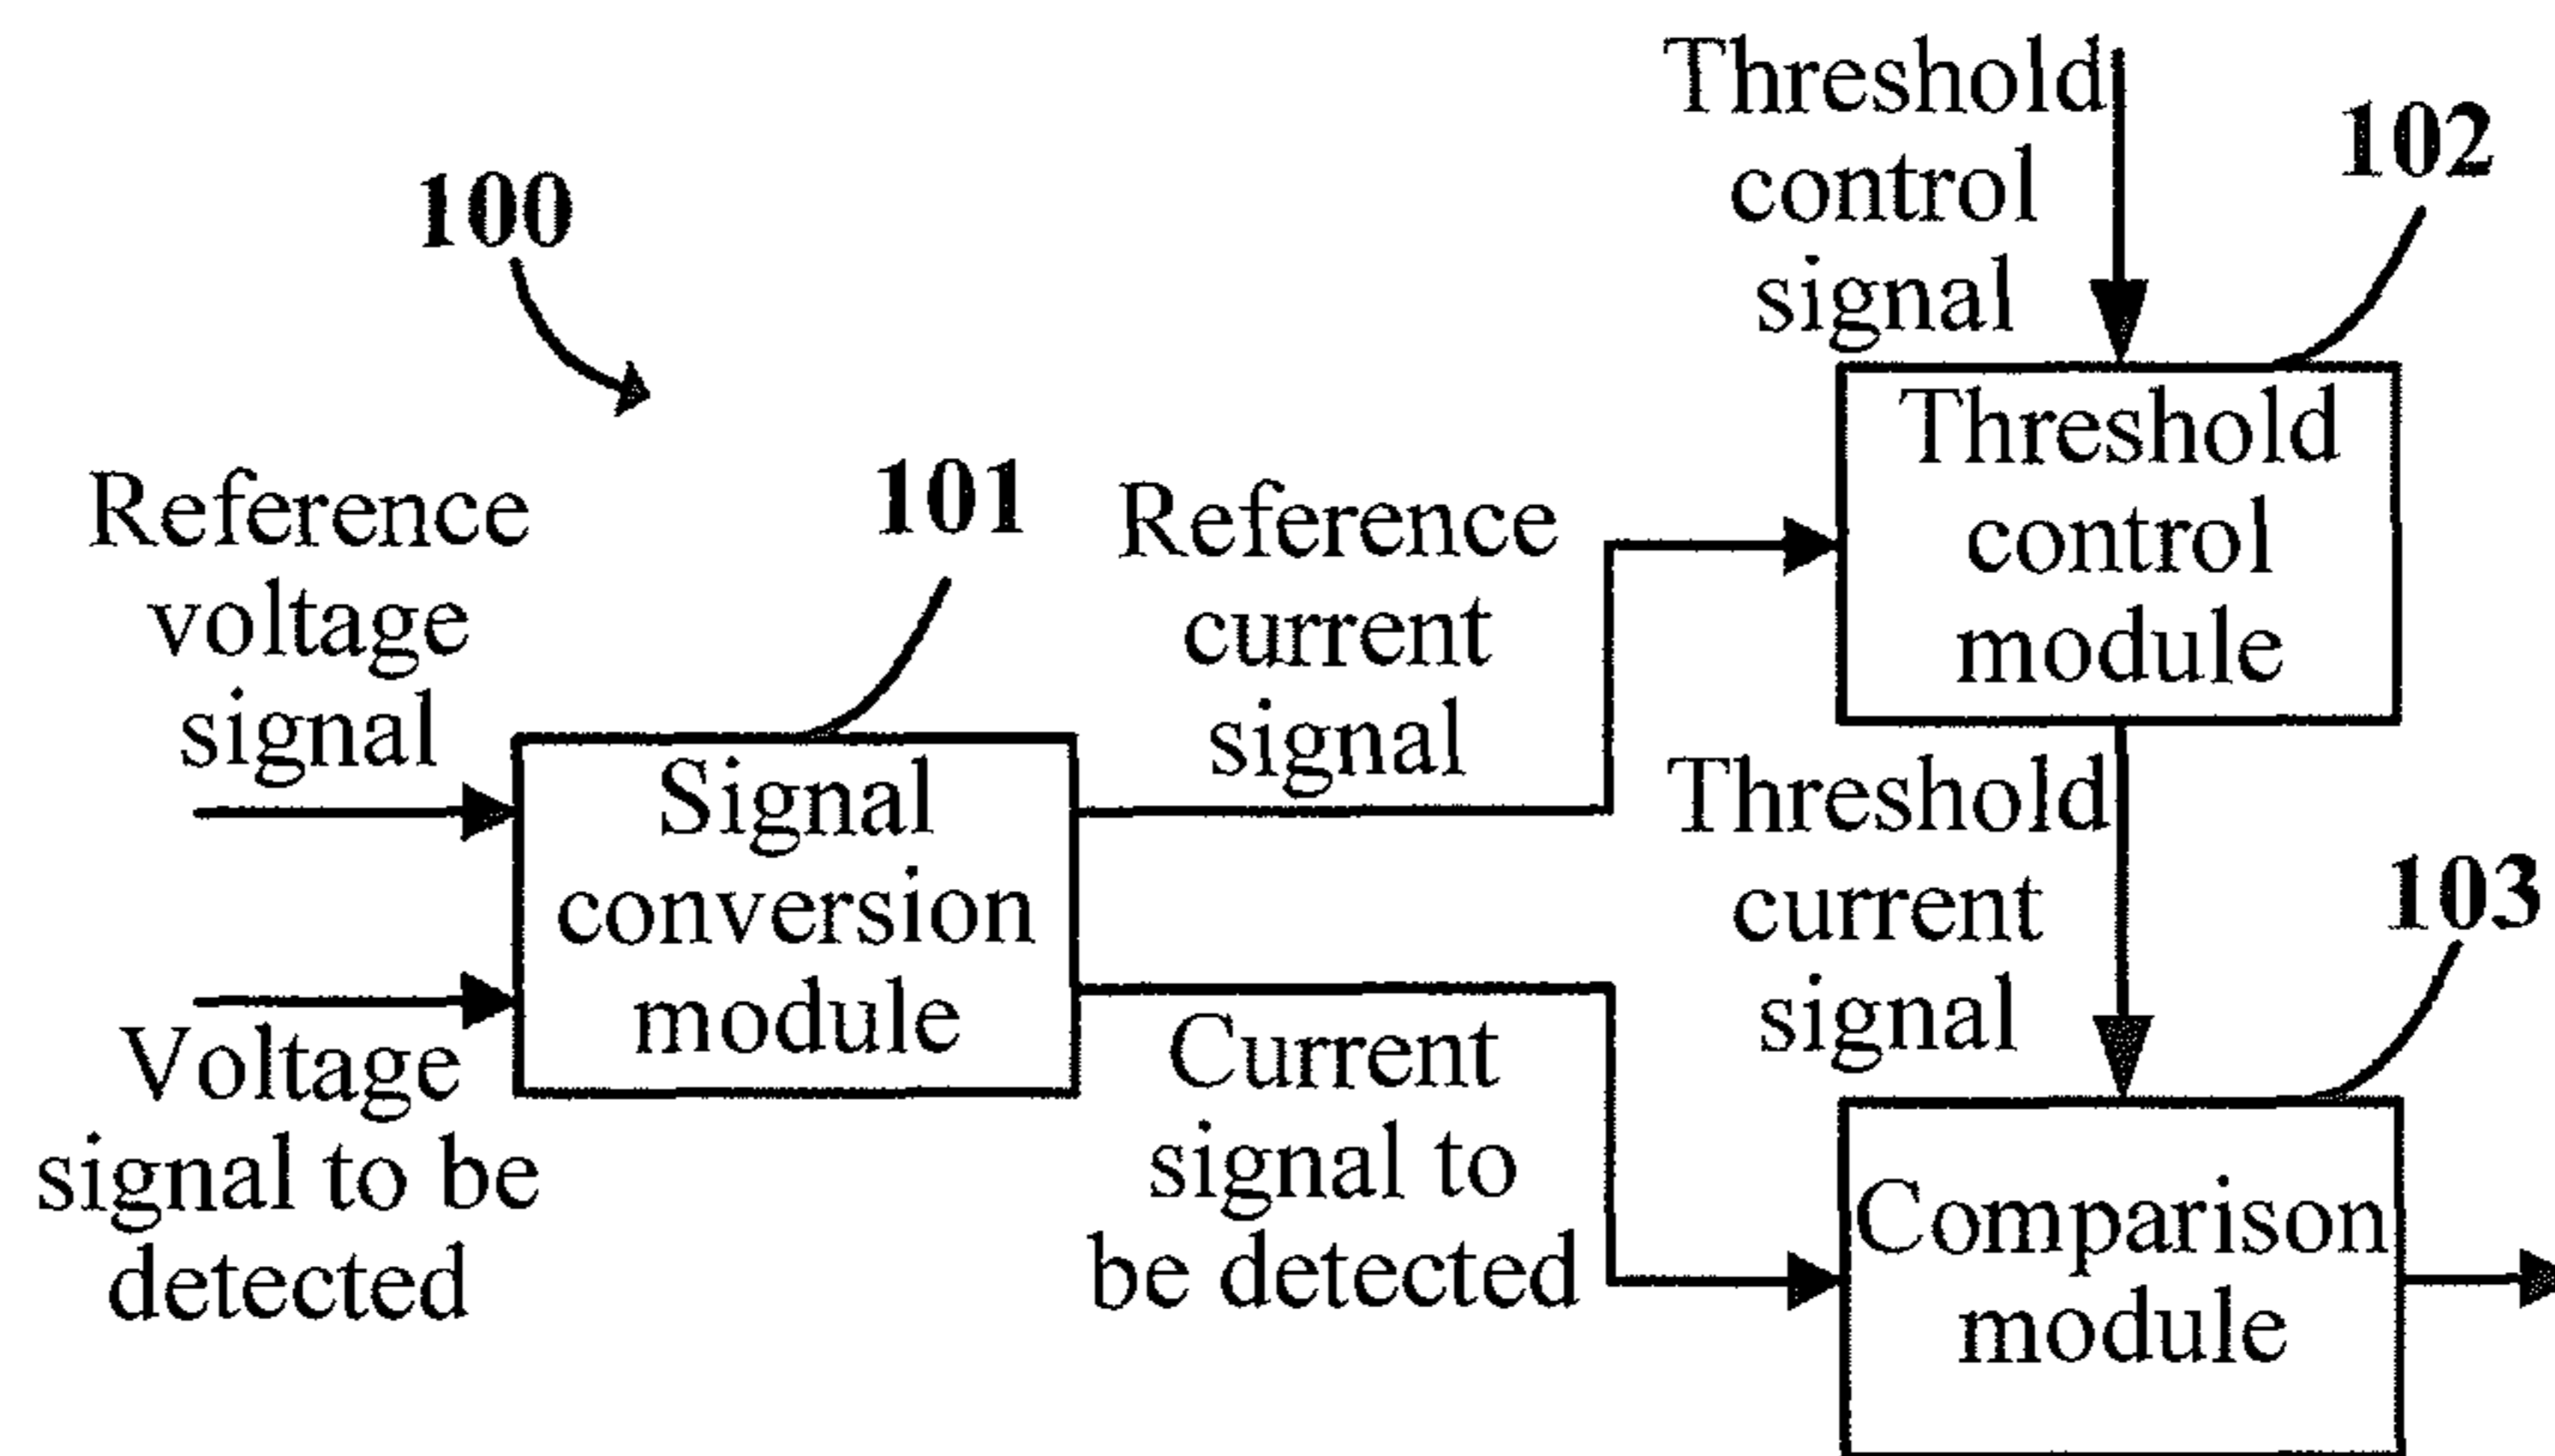 100
Reference
voltage
signal
Voltage
signal to be
detected
101
Signal
conversion
module
Reference
current
signal
Current
signal to
be detected
Threshold
control
signal
102
Threshold
control
module
Threshold
current
signal
103
Comparison
module